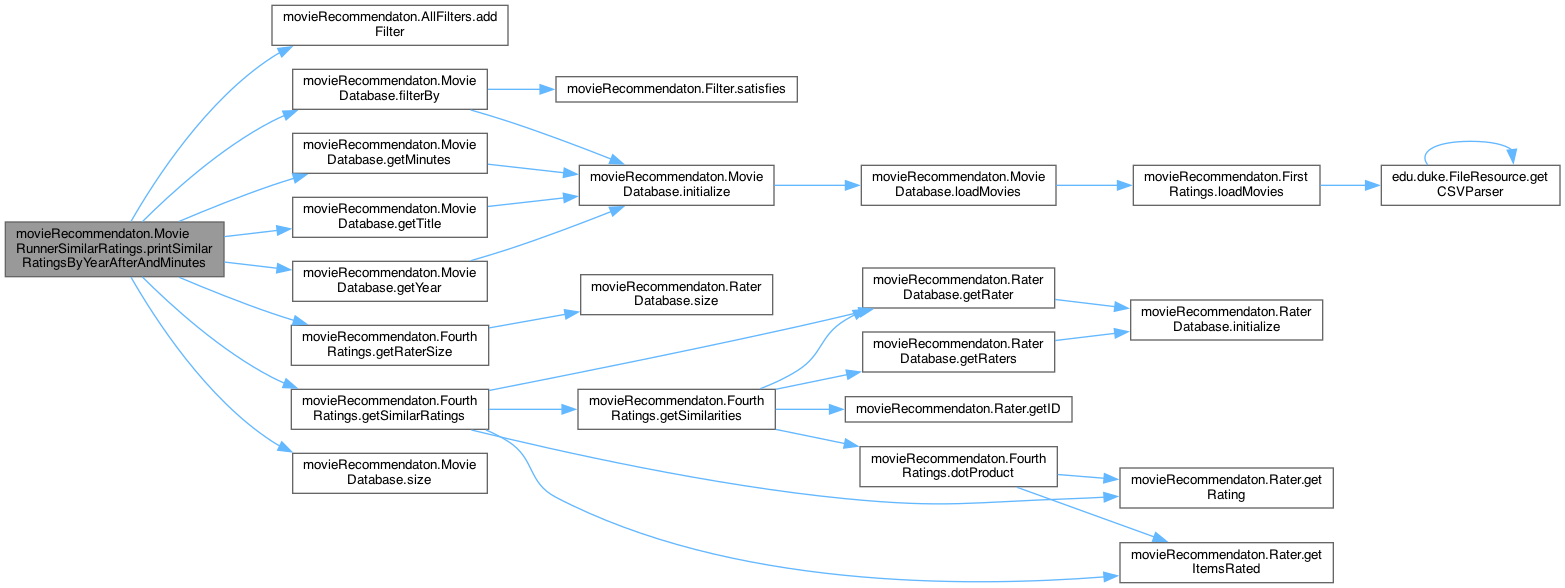 movieRecommendaton.Movie
RunnerSimilarRatings.printSimilar
RatingsByYearAfterAndMinutes
movieRecommendaton.AllFilters.add
Filter
movieRecommendaton.Movie
Database.filterBy
movieRecommendaton.Filter.satisfies
movieRecommendaton.Movie
Database.getMinutes
movieRecommendaton.Movie
Database.getTitle
movieRecommendaton.Movie
Database.getYear
movieRecommendaton.Movie
Database.initialize
movieRecommendaton.Movie
Database.loadMovies
movieRecommendaton.First
Ratings.loadMovies
edu.duke.FileResource.get
CSVParser
movieRecommendaton.Fourth
Ratings.getRaterSize
movieRecommendaton.Rater
Database.size
movieRecommendaton.Fourth
Ratings.getSimilarRatings
movieRecommendaton.Fourth
Ratings.getSimilarities
movieRecommendaton.Rater
Database.getRater
movieRecommendaton.Rater
Database.getRaters
movieRecommendaton.Rater
Database.initialize
movieRecommendaton.Rater.getID
movieRecommendaton.Fourth
Ratings.dotProduct
movieRecommendaton.Rater.get
Rating
movieRecommendaton.Rater.get
ItemsRated
movieRecommendaton.Movie
Database.size